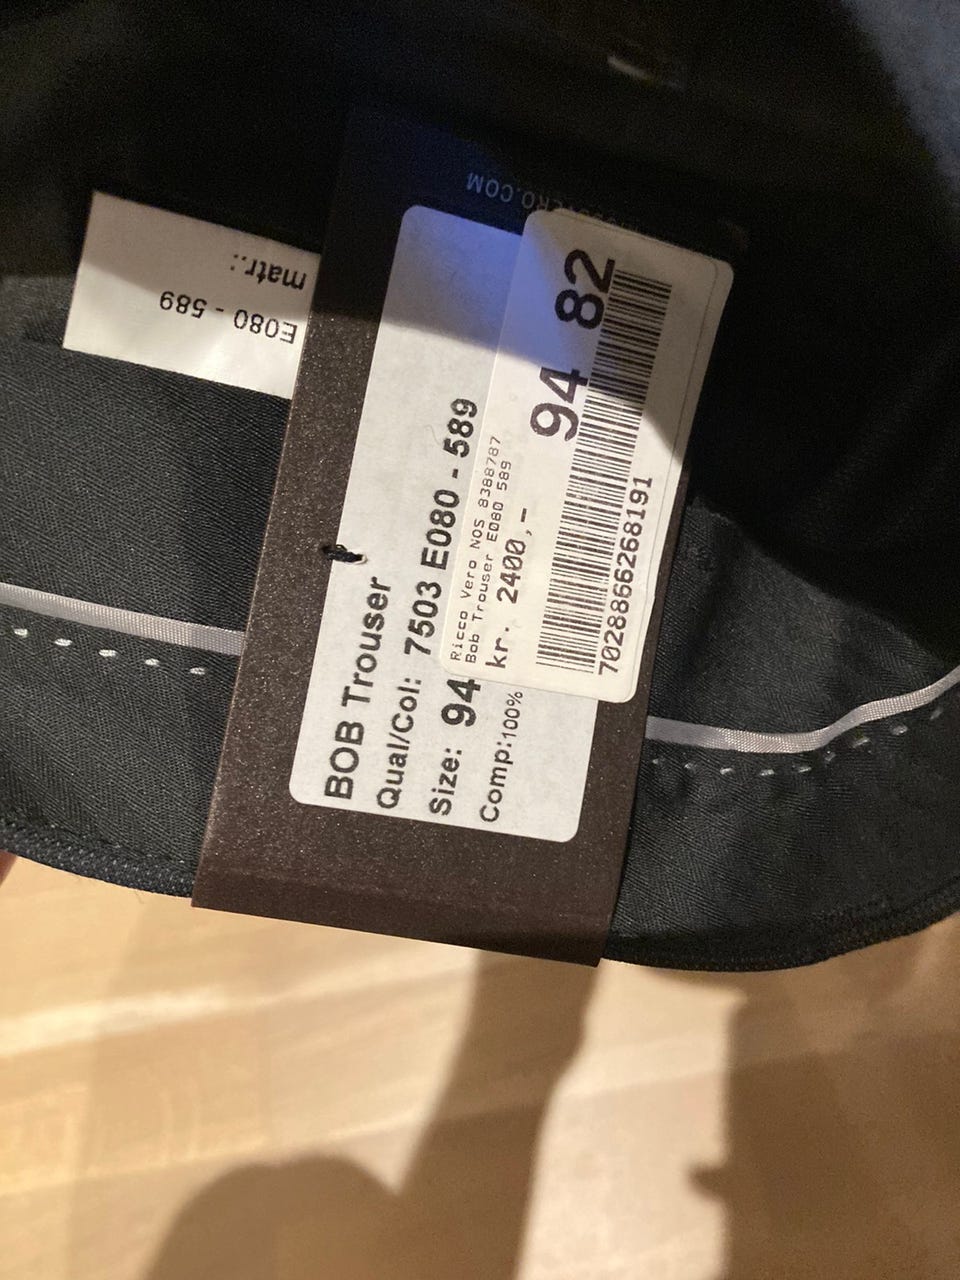 BOB Trouser
Qual/Col: 7503 E080 - 589
Size: 94
Comp:100%
Ricco Vero NOS 8388787
Bob Trouser E080 589
kr. 2400,-
94 82
7028866268191
matr.:
E080 - 589